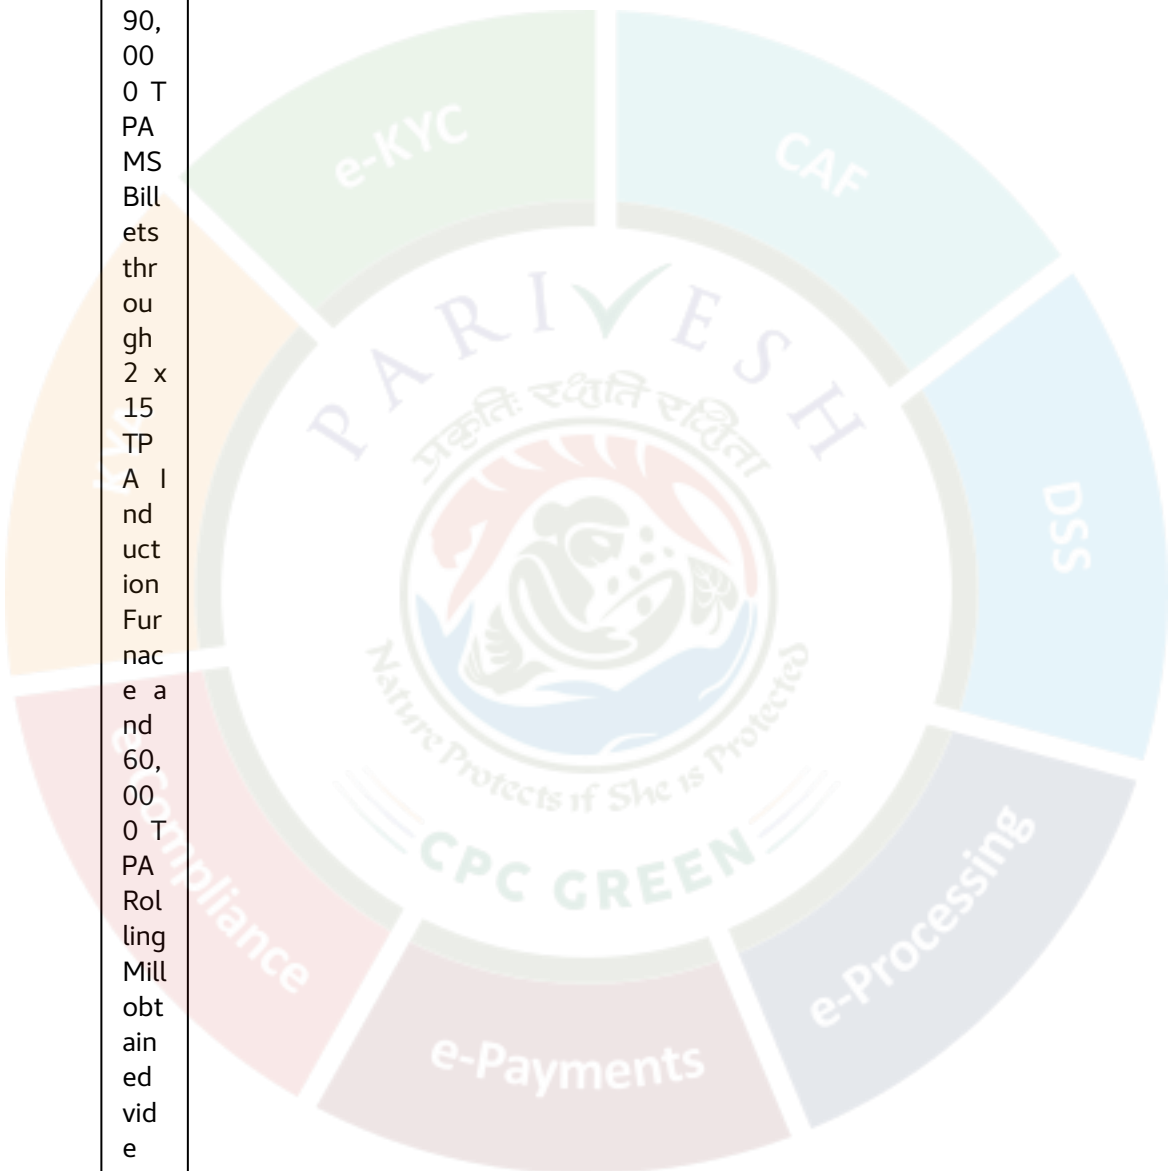 90,
00
0 T
PA
MS
Bill
ets
thr
ou
gh
2 x
15
TP
A I
nd
uct
ion
Fur
nac
e a
nd
60,
00
0 T
PA
Rol
ling
Mill
obt
ain
ed
vid
e
e-KYC
CAF
DSS
e-Processing
e-Payments
e-Compliance
KYC
PARIVESH
प्रकृतिः रक्षति रक्षिता
Nature Protects if She is Protected
CPC GREEN